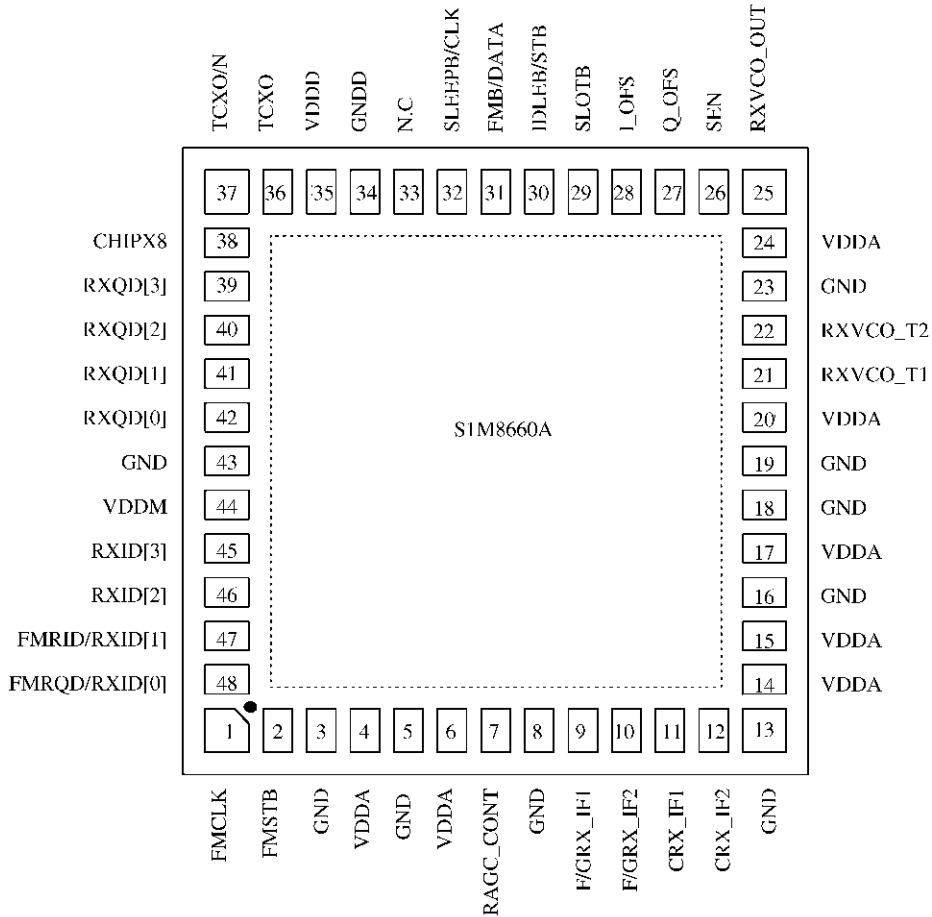 TCXO/N
TCXO
VDDD
GNDD
N.C
SLEEPB/CLK
FMB/DATA
IDLEB/STB
SLOTB
I_OFS
Q_OFS
SEN
RXVCO_OUT
37 36 35 34 33 32 31 30 29 28 27 26 25
CHIPX8 38 24 VDDA
RXQD[3] 39 23 GND
RXQD[2] 40 22 RXVCO_T2
RXQD[1] 41 21 RXVCO_T1
RXQD[0] 42 20 VDDA
S1M8660A
GND 43 19 GND
VDDM 44 18 GND
RXID[3] 45 17 VDDA
RXID[2] 46 16 GND
FMRID/RXID[1] 47 15 VDDA
FMRQD/RXID[0] 48 14 VDDA
1 2 3 4 5 6 7 8 9 10 11 12 13
FMCLK
FMSTB
GND
VDDA
GND
VDDA
RAGC_CONT
GND
F/GRX_IF1
F/GRX_IF2
CRX_IF1
CRX_IF2
GND